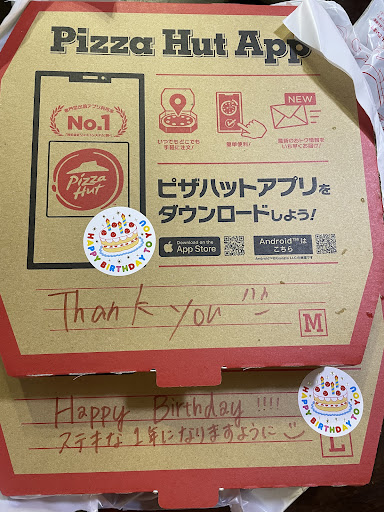 Pizza Hut App
No.1
Pizza
Hut
いつでもどこでも
手軽に注文!
簡単便利!
NEW
ピザハットアプリを
ダウンロードしよう!
Download on the
App Store
Android™は
こちら
HAPPY BIRTHDAY TO YOU
Thank you
M
Happy Birthday !!!!
ステキな1年になりますように
HAPPY BIRTHDAY TO YOU
L